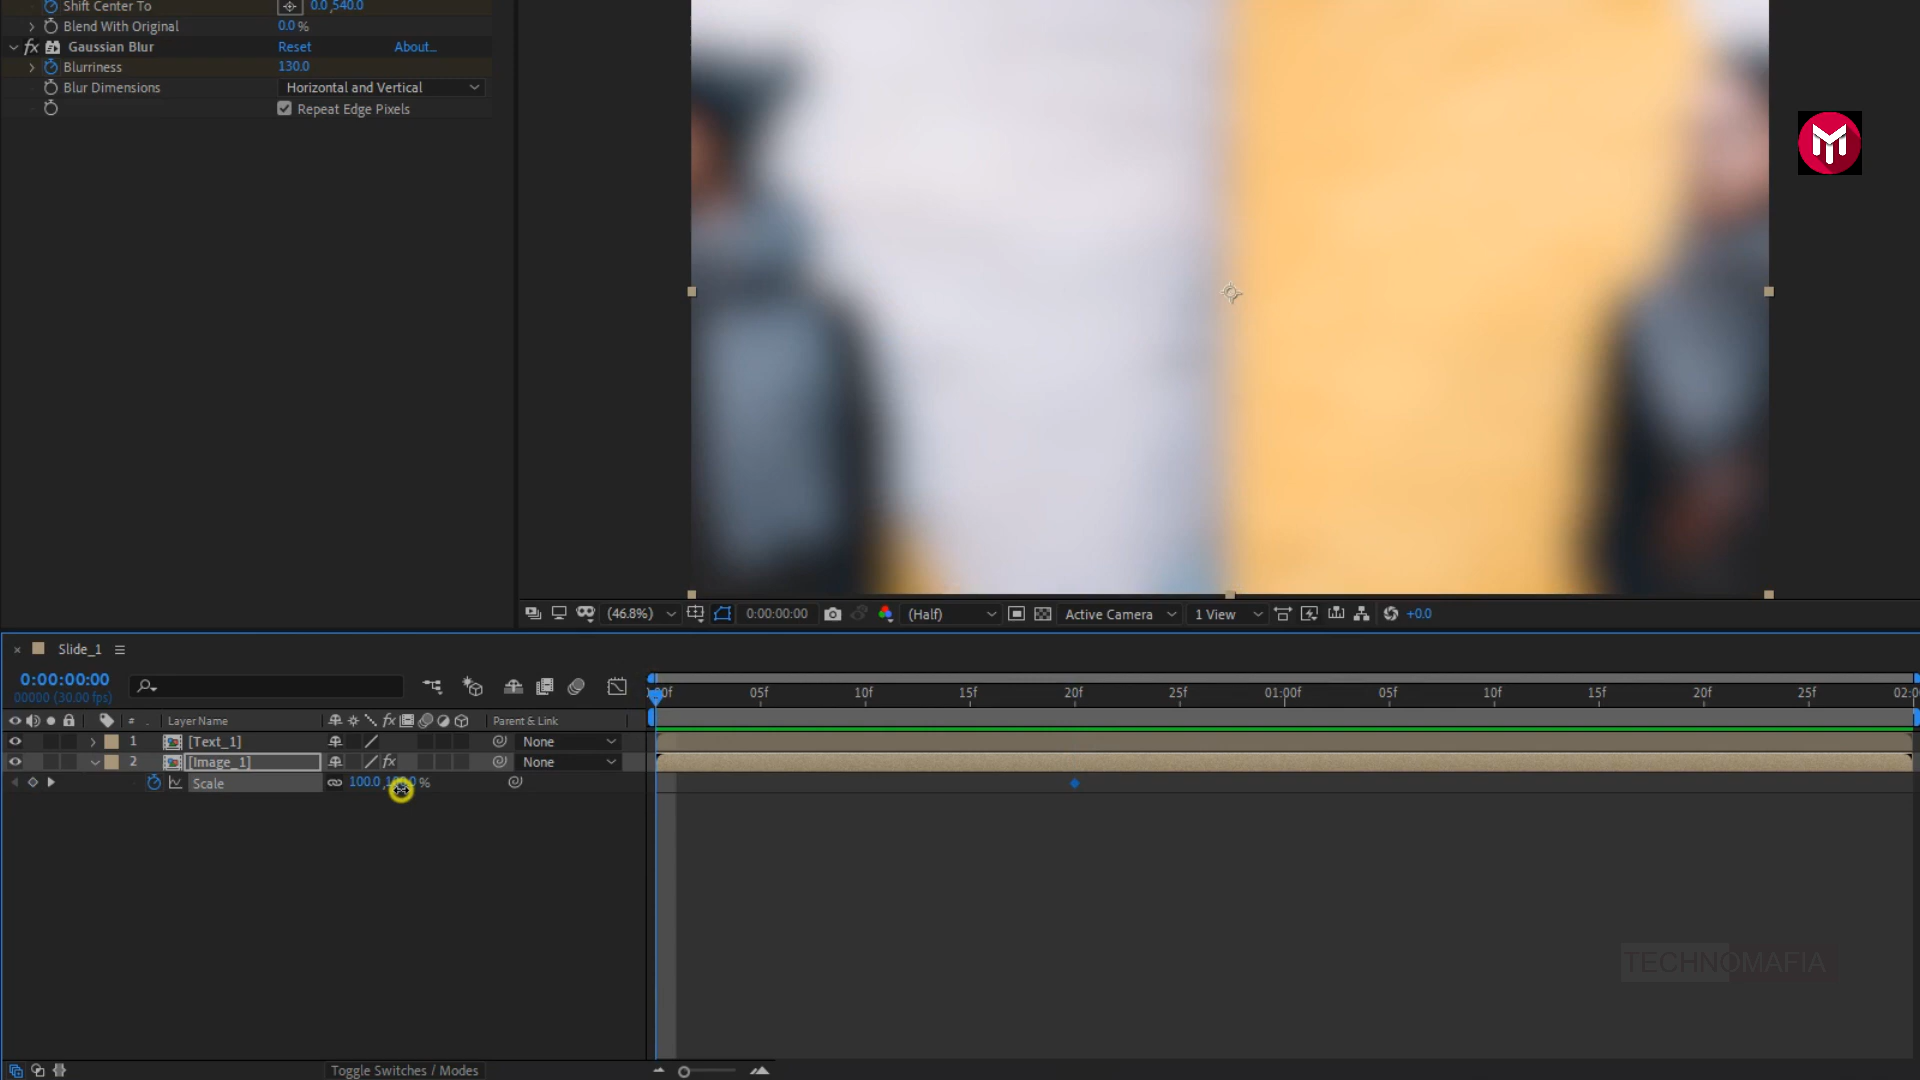 Shift Center To 0.0,540.0
Blend With Original 0.0%
fx Gaussian Blur Reset About...
Blurriness 130.0
Blur Dimensions Horizontal and Vertical
Repeat Edge Pixels
(46.8%) 0:00:00:00 (Half) Active Camera 1 View +0.0
Slide_1
0:00:00:00
00000 (30.00 fps)
05f 10f 15f 20f 25f 01:00f 05f 10f 15f 20f 25f
# Layer Name fx Parent & Link
1 [Text_1] None
2 [Image_1] fx None
Scale 100.0 %
TECHNOMAFIA
Toggle Switches / Modes